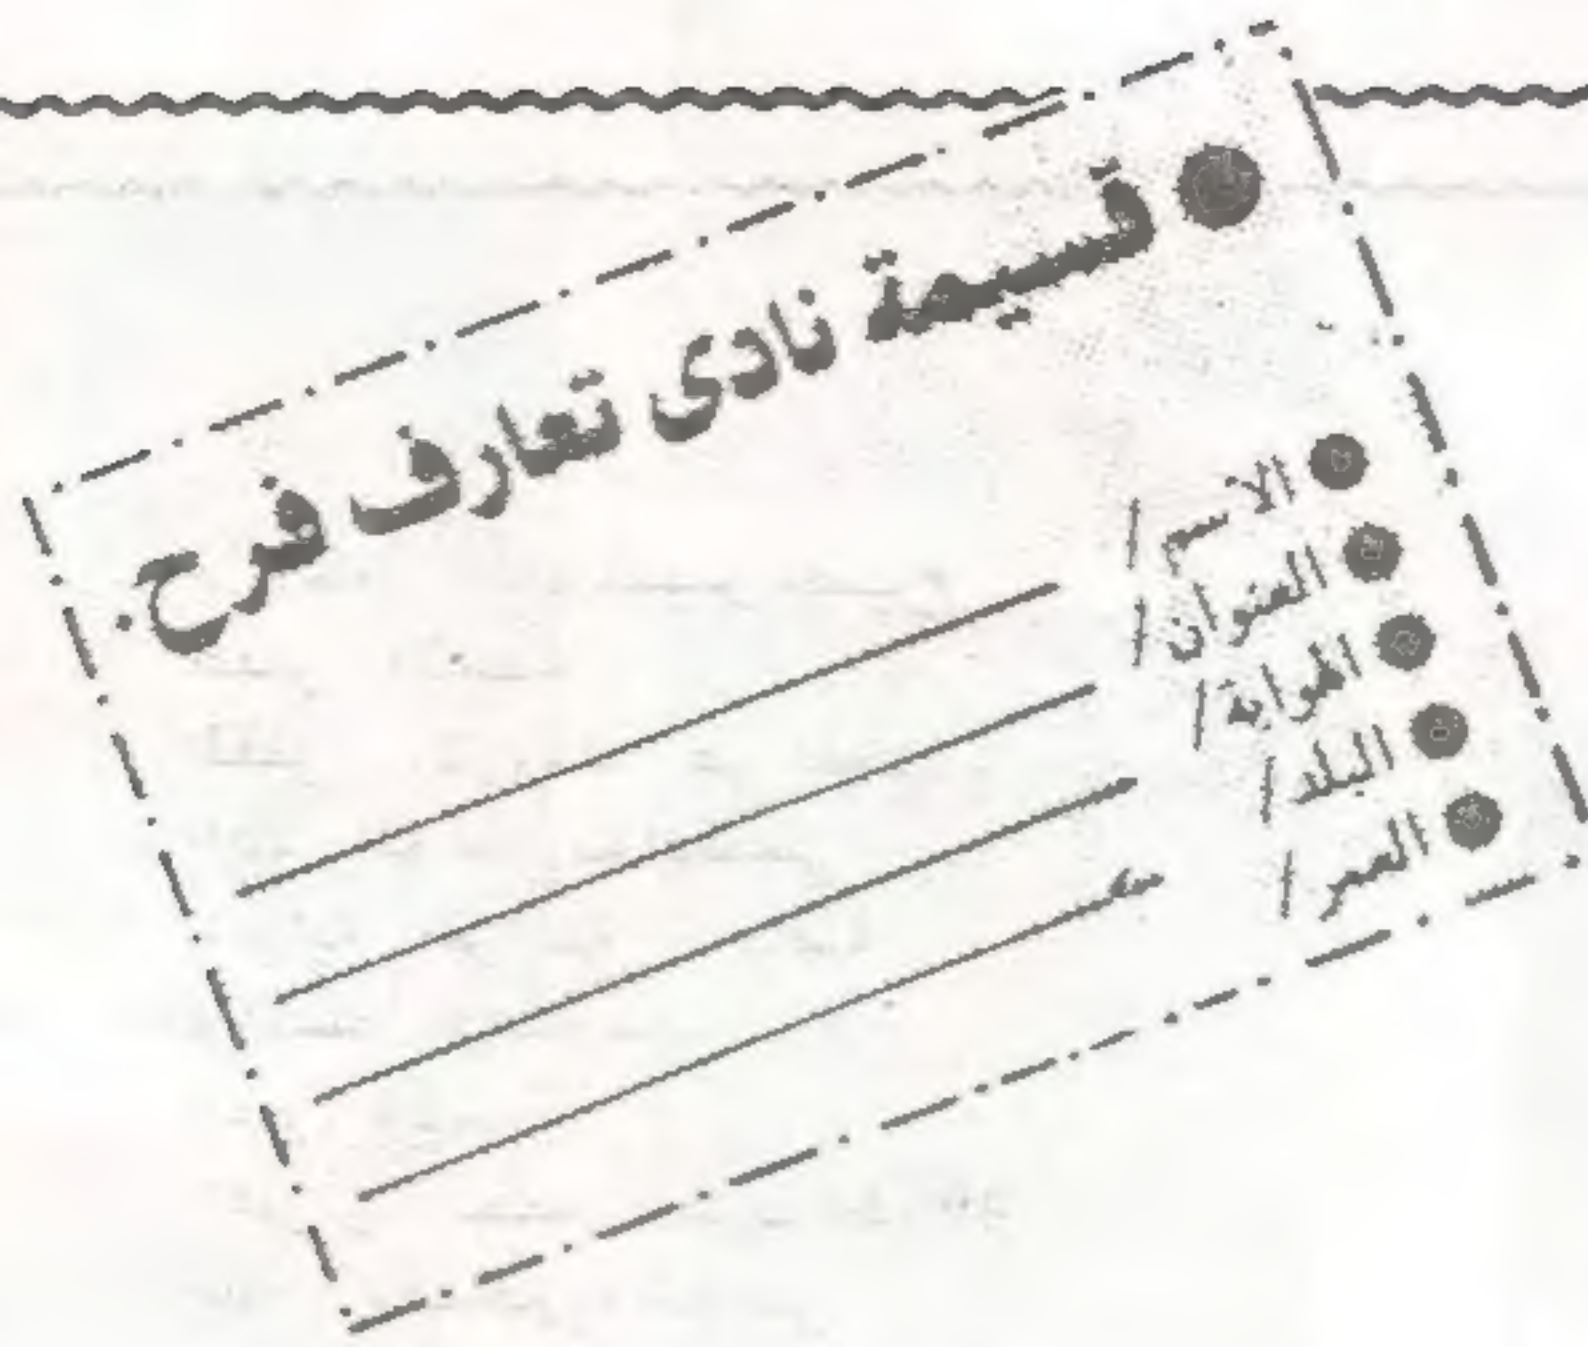 قسيمة نادى تعارف فرح .
الاسم /
العنوان /
الهواية /
البلد /
العمر /